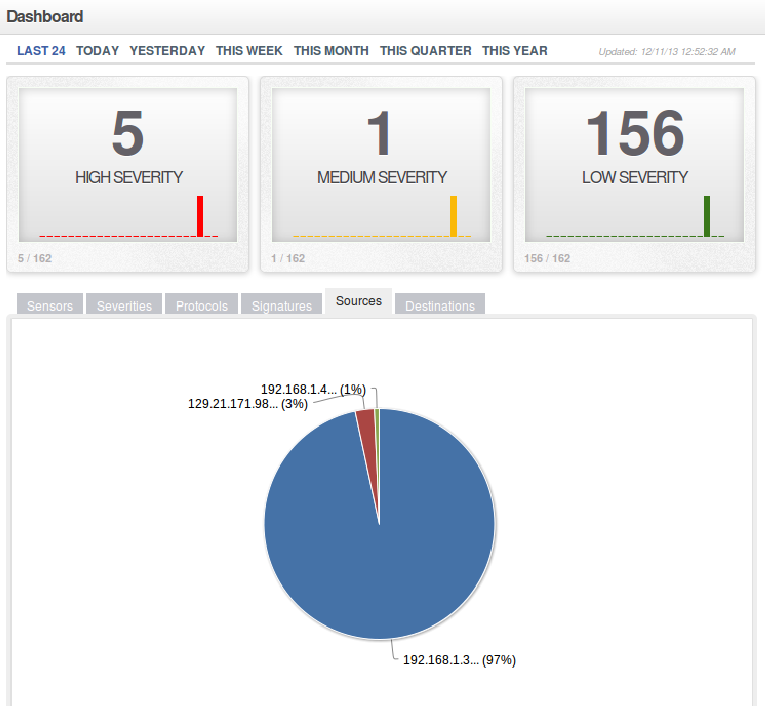 Dashboard
LAST 24 TODAY YESTERDAY THIS WEEK THIS MONTH THIS QUARTER THIS YEAR Updated: 12/11/13 12:52:32 AM
5 1 156
HIGH SEVERITY MEDIUM SEVERITY LOW SEVERITY
5 / 162 1 / 162 156 / 162
Sensors Severities Protocols Signatures Sources Destinations
192.168.1.4... (1%)
129.21.171.98... (3%)
192.168.1.3... (97%)